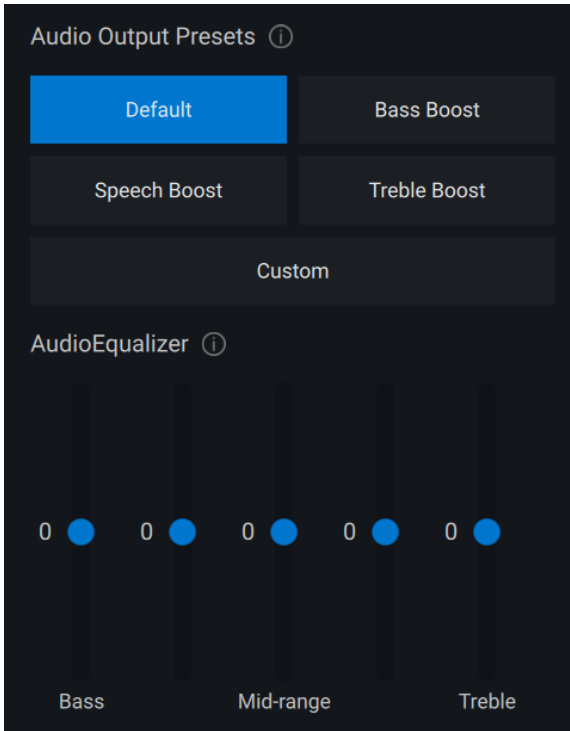 Audio Output Presets
Default
Bass Boost
Speech Boost
Treble Boost
Custom
AudioEqualizer
0 0 0 0 0
Bass Mid-range Treble